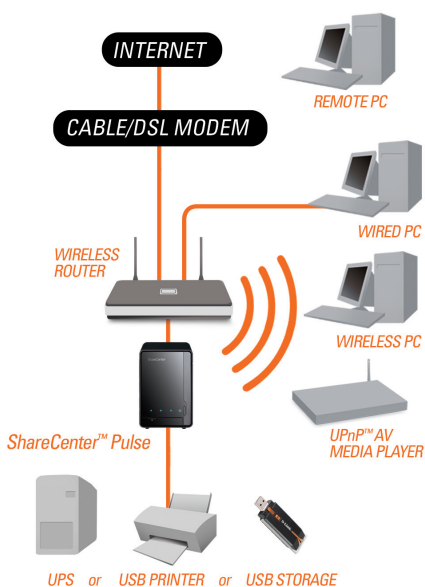 INTERNET
REMOTE PC
CABLE/DSL MODEM
WIRED PC
WIRELESS
ROUTER
WIRELESS PC
ShareCenter™ Pulse
UPnP™ AV
MEDIA PLAYER
UPS or USB PRINTER or USB STORAGE